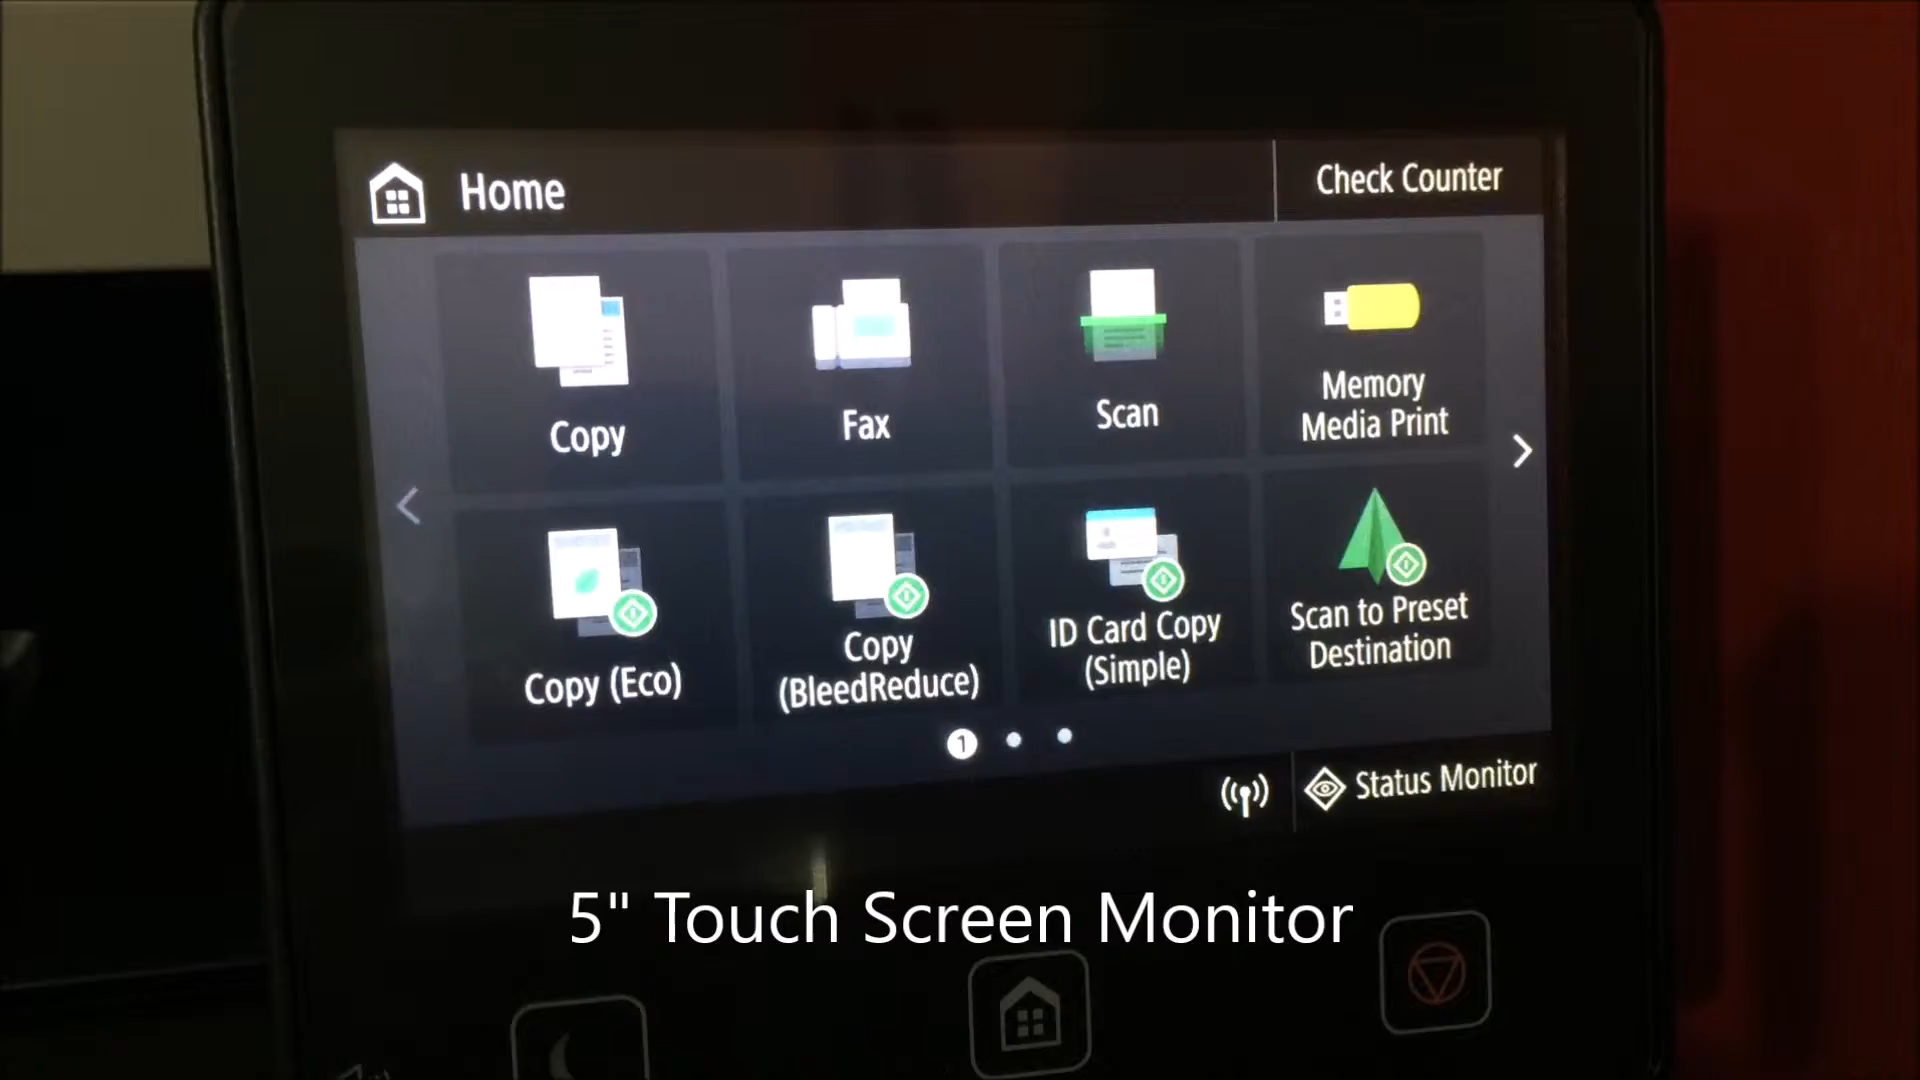 Home
Check Counter
Copy
Fax
Scan
Memory
Media Print
Copy (Eco)
Copy
(BleedReduce)
ID Card Copy
(Simple)
Scan to Preset
Destination
1
Status Monitor
5" Touch Screen Monitor